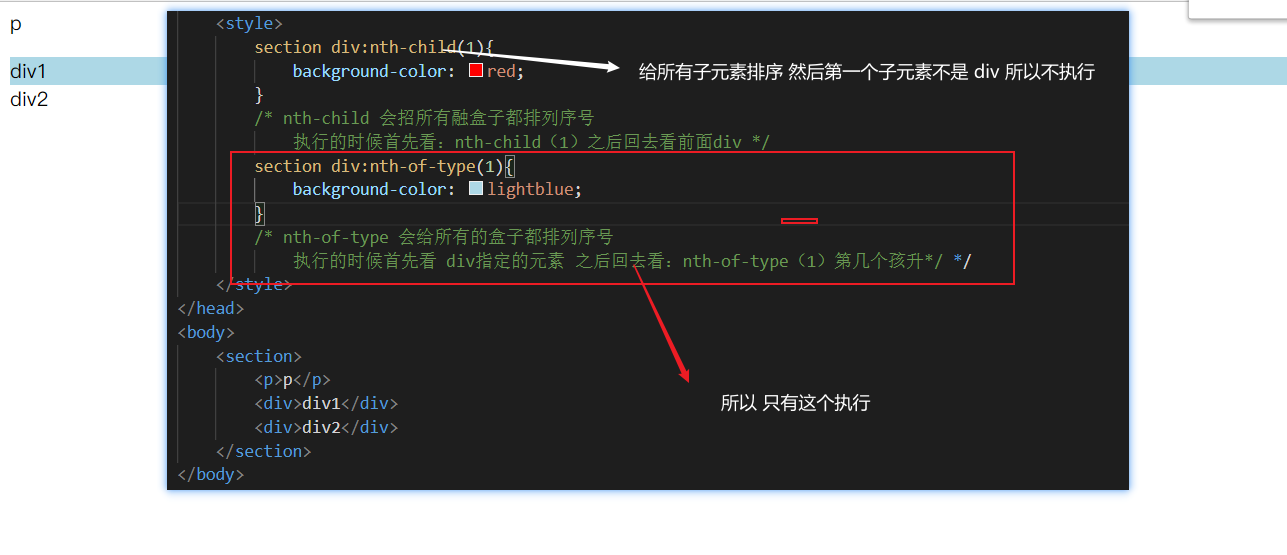 p
div1
div2
<style>
section div:nth-child(1){
background-color: red;
}
给所有子元素排序 然后第一个子元素不是 div 所以不执行
/* nth-child 会招所有融盒子都排列序号
执行的时候首先看：nth-child（1）之后回去看前面div */
section div:nth-of-type(1){
background-color: lightblue;
}
/* nth-of-type 会给所有的盒子都排列序号
执行的时候首先看 div指定的元素 之后回去看：nth-of-type（1）第几个孩升*/ */
</style>
</head>
<body>
<section>
<p>p</p>
<div>div1</div>
<div>div2</div>
</section>
</body>
所以 只有这个执行